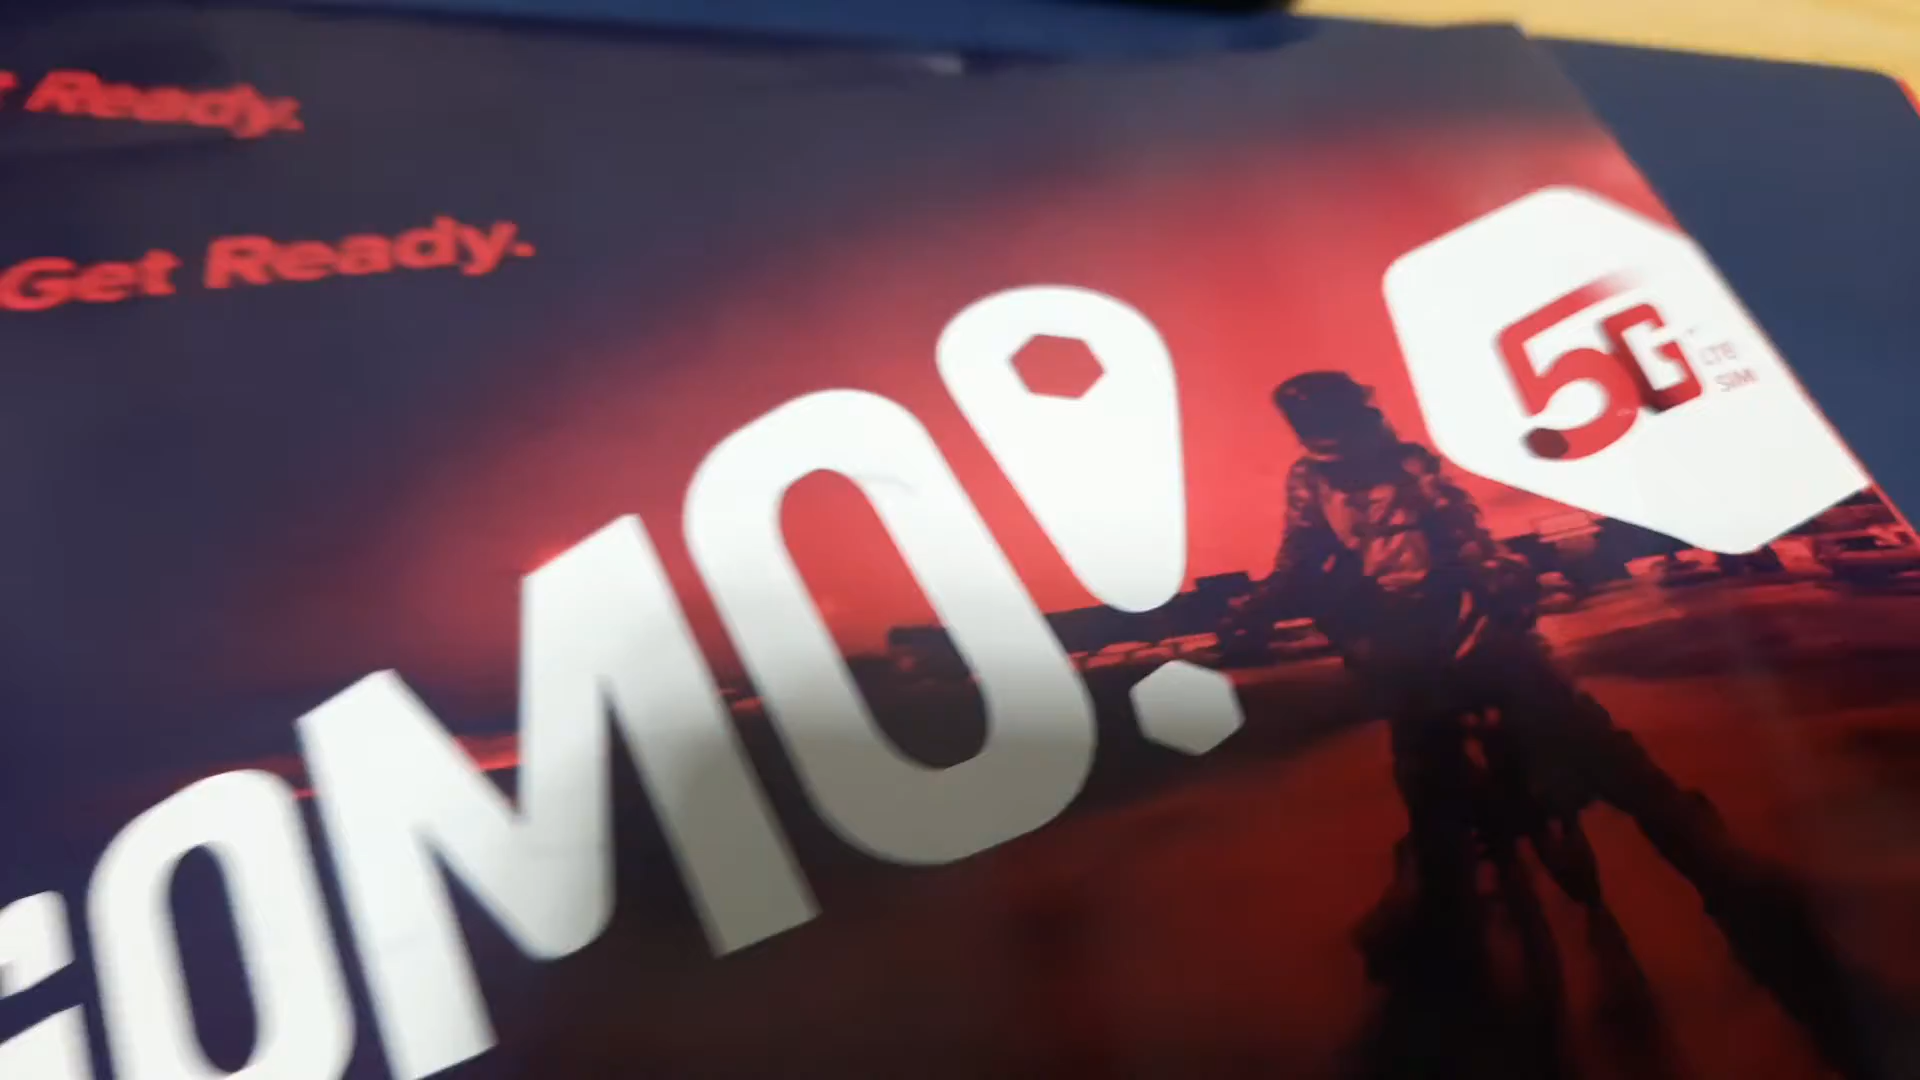 Ready.
Get Ready.
GOMO!
5G
LTE
SIM